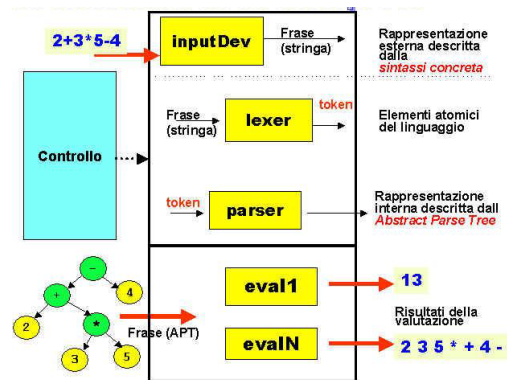 2+3*5-4
inputDev
Frase
(stringa)
Rappresentazione
esterna descritta
dalla
sintassi concreta
Controllo
Frase
(stringa)
lexer
token
Elementi atomici
del linguaggio
token
parser
Rappresentazione
interna descritta dall
Abstract Parse Tree
-
+
4
2
*
3
5
Frase (APT)
eval1
13
Risultati della
valutazione
evalN
2 3 5 * + 4 -